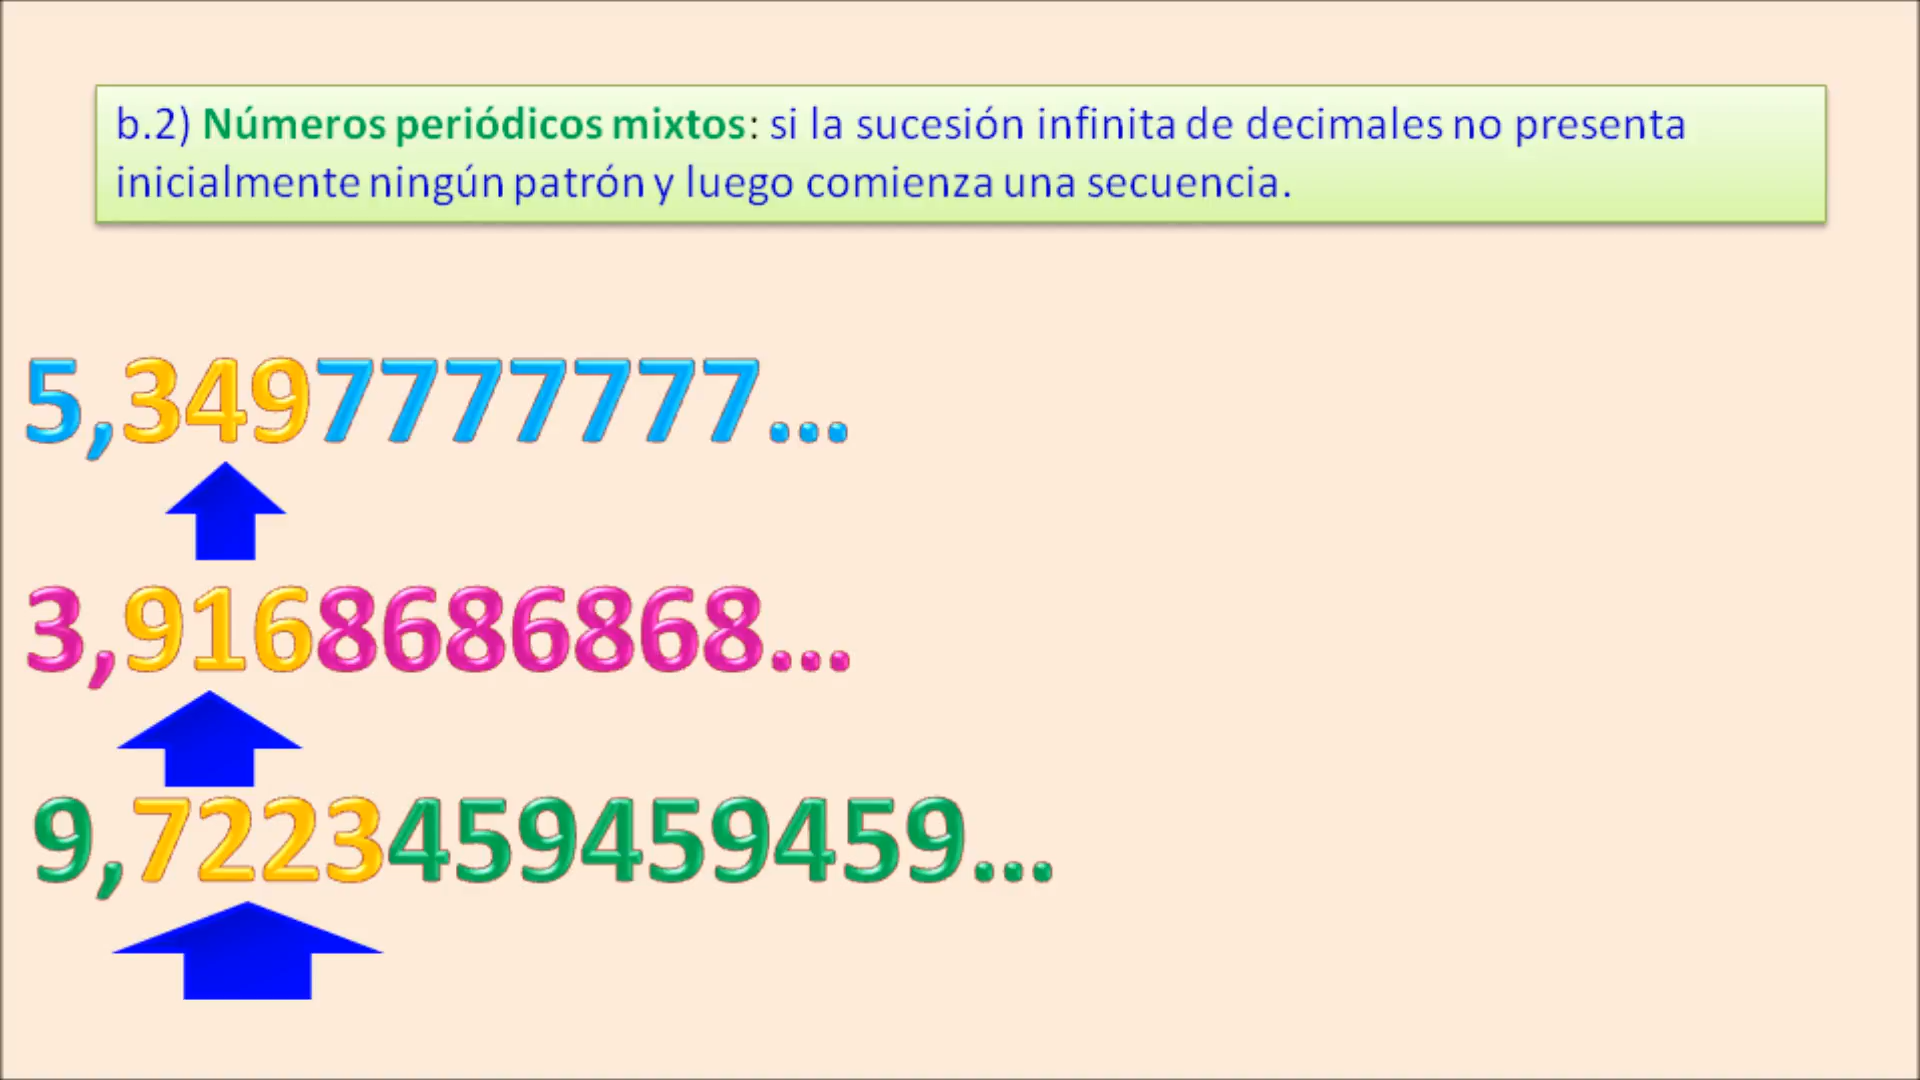 b.2) Números periódicos mixtos: si la sucesión infinita de decimales no presenta
inicialmente ningún patrón y luego comienza una secuencia.
5,3497777777...
3,9168686868...
9,7223459459459...